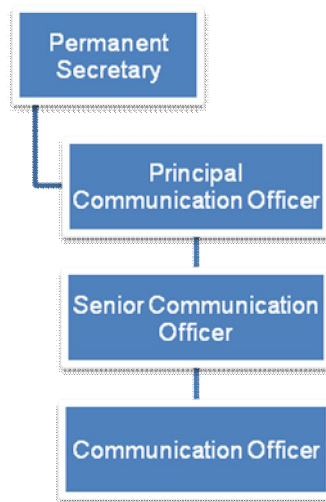 Permanent
Secretary
Principal
Communication Officer
Senior Communication
Officer
Communication Officer